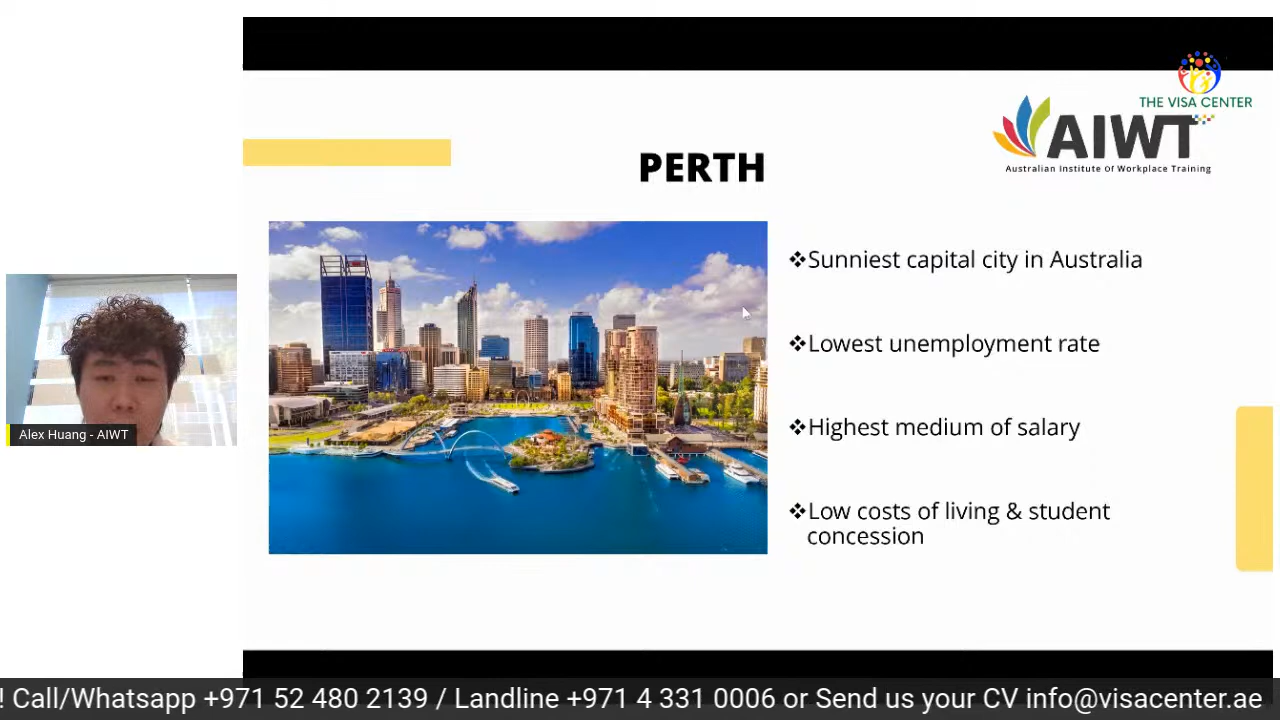 THE VISA CENTER
AIWT
Australian Institute of Workplace Training
PERTH
❖Sunniest capital city in Australia
❖Lowest unemployment rate
❖Highest medium of salary
❖Low costs of living & student
concession
Alex Huang - AIWT
! Call/Whatsapp +971 52 480 2139 / Landline +971 4 331 0006 or Send us your CV info@visacenter.ae